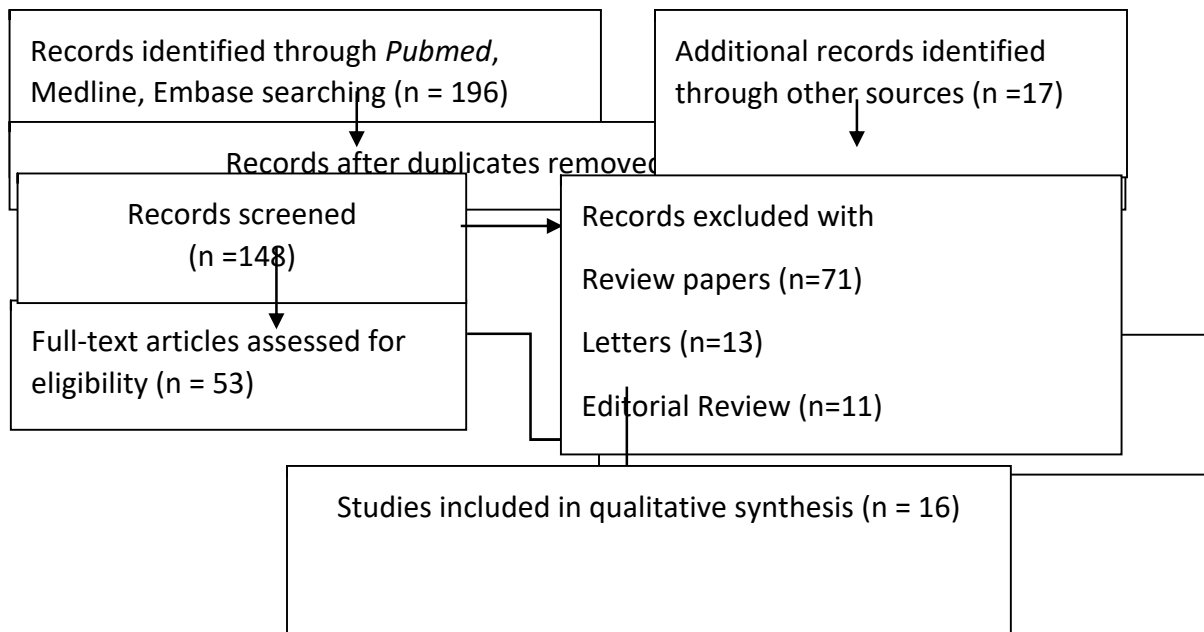 Records identified through Pubmed,
Medline, Embase searching (n = 196)
Additional records identified
through other sources (n =17)
Records after duplicates removed
Records screened
(n =148)
Records excluded with
Review papers (n=71)
Letters (n=13)
Editorial Review (n=11)
Full-text articles assessed for
eligibility (n = 53)
Studies included in qualitative synthesis (n = 16)